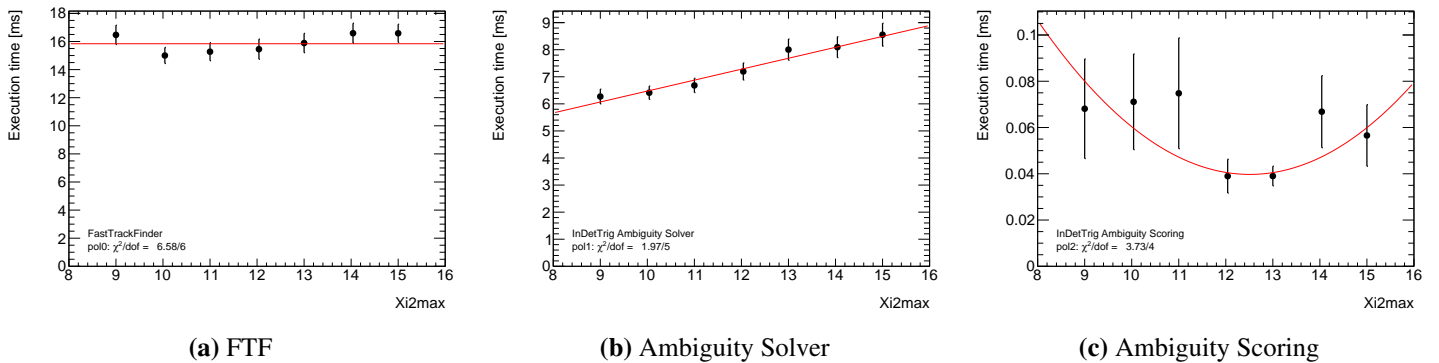 Execution time [ms]
18
16
14
12
10
8
6
4
2
0
FastTrackFinder
pol0: χ²/dof = 6.58/6
8 9 10 11 12 13 14 15 16
Xi2max
(a) FTF
Execution time [ms]
9
8
7
6
5
4
3
2
1
0
InDetTrig Ambiguity Solver
pol1: χ²/dof = 1.97/5
8 9 10 11 12 13 14 15 16
Xi2max
(b) Ambiguity Solver
Execution time [ms]
0.1
0.08
0.06
0.04
0.02
0
InDetTrig Ambiguity Scoring
pol2: χ²/dof = 3.73/4
8 9 10 11 12 13 14 15 16
Xi2max
(c) Ambiguity Scoring